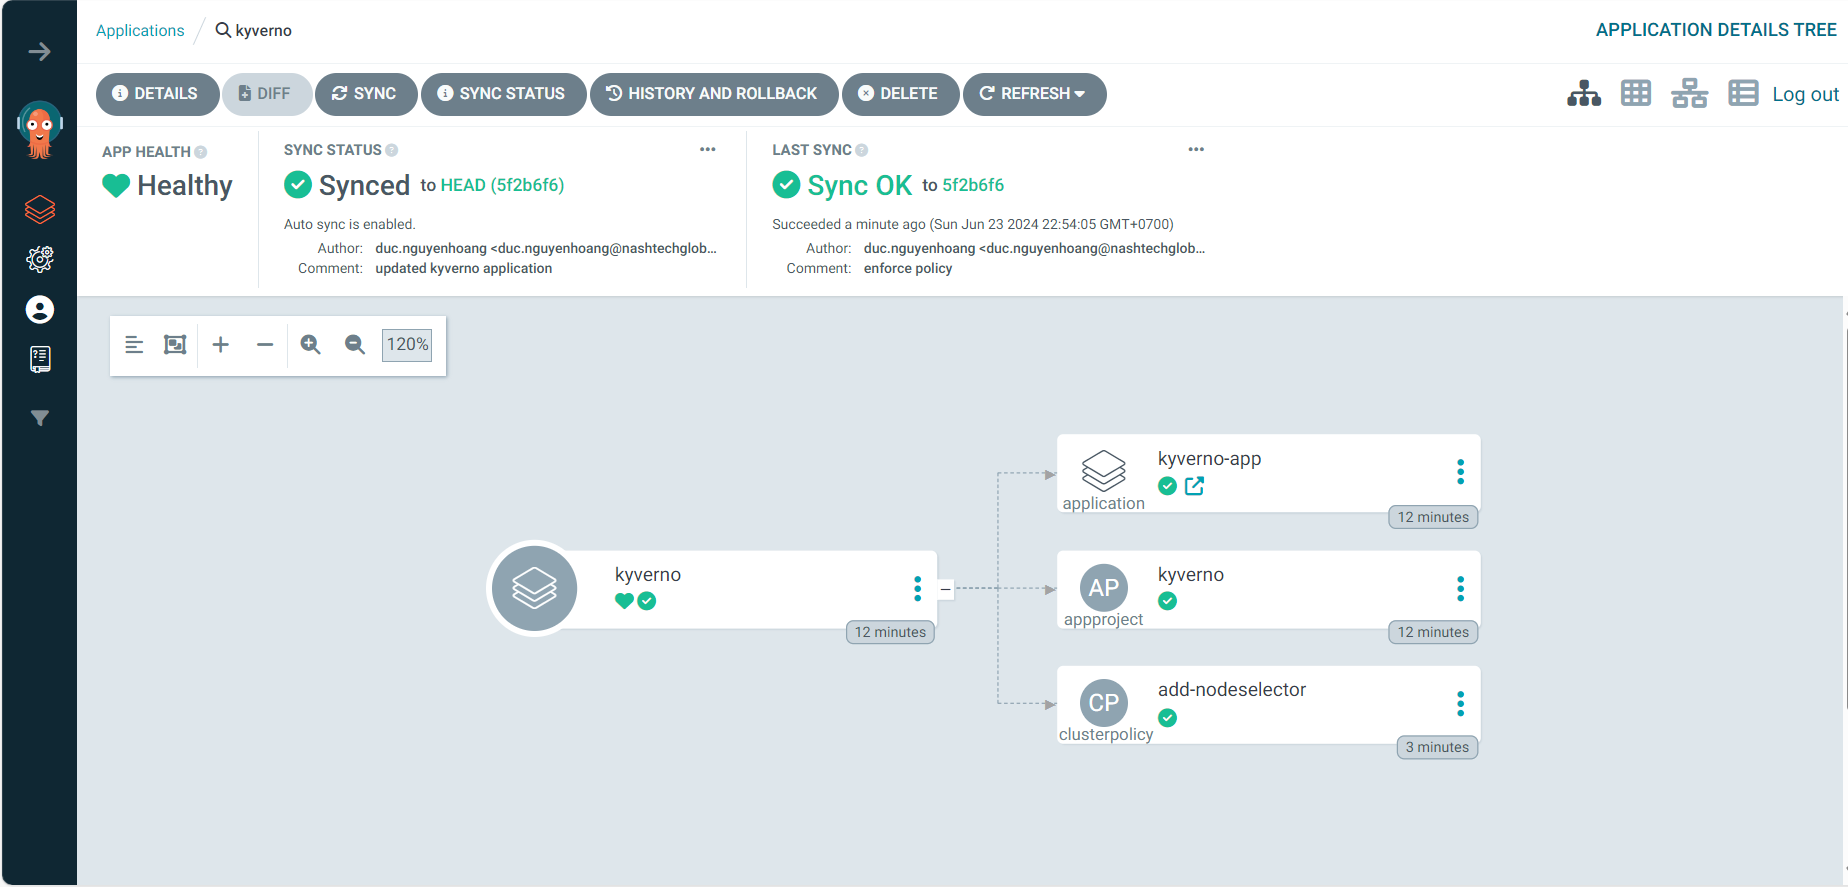 Applications / kyverno
APPLICATION DETAILS TREE
DETAILS
DIFF
SYNC
SYNC STATUS
HISTORY AND ROLLBACK
DELETE
REFRESH
Log out
APP HEALTH
Healthy
SYNC STATUS
Synced to HEAD (5f2b6f6)
Auto sync is enabled.
Author: duc.nguyenhoang <duc.nguyenhoang@nashtechglob...
Comment: updated kyverno application
LAST SYNC
Sync OK to 5f2b6f6
Succeeded a minute ago (Sun Jun 23 2024 22:54:05 GMT+0700)
Author: duc.nguyenhoang <duc.nguyenhoang@nashtechglob...
Comment: enforce policy
120%
kyverno
12 minutes
kyverno-app
application
12 minutes
AP
kyverno
appproject
12 minutes
CP
add-nodeselector
clusterpolicy
3 minutes